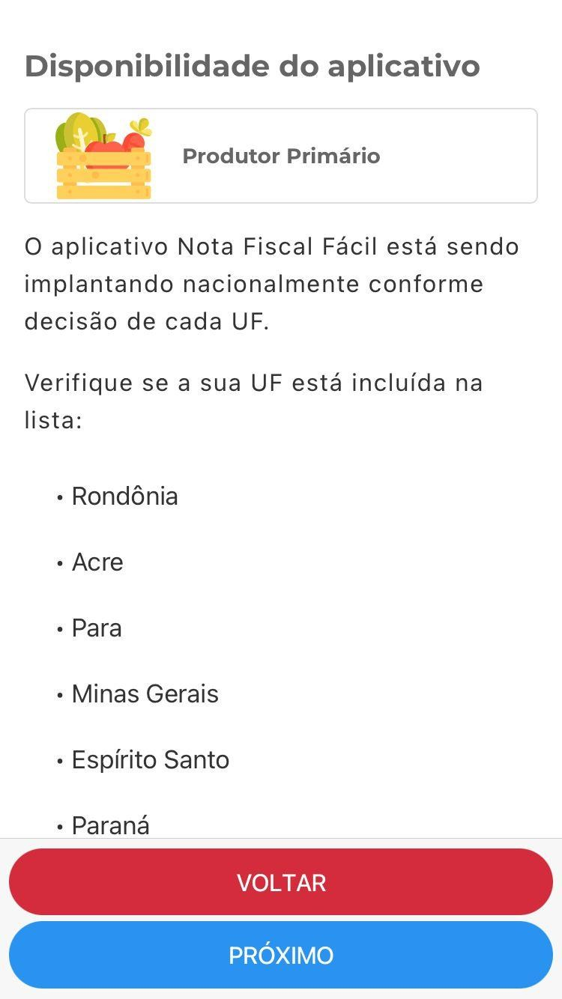 Disponibilidade do aplicativo
Produtor Primário
O aplicativo Nota Fiscal Fácil está sendo
implantando nacionalmente conforme
decisão de cada UF.
Verifique se a sua UF está incluída na
lista:
• Rondônia
• Acre
• Para
• Minas Gerais
• Espírito Santo
• Paraná
VOLTAR
PRÓXIMO